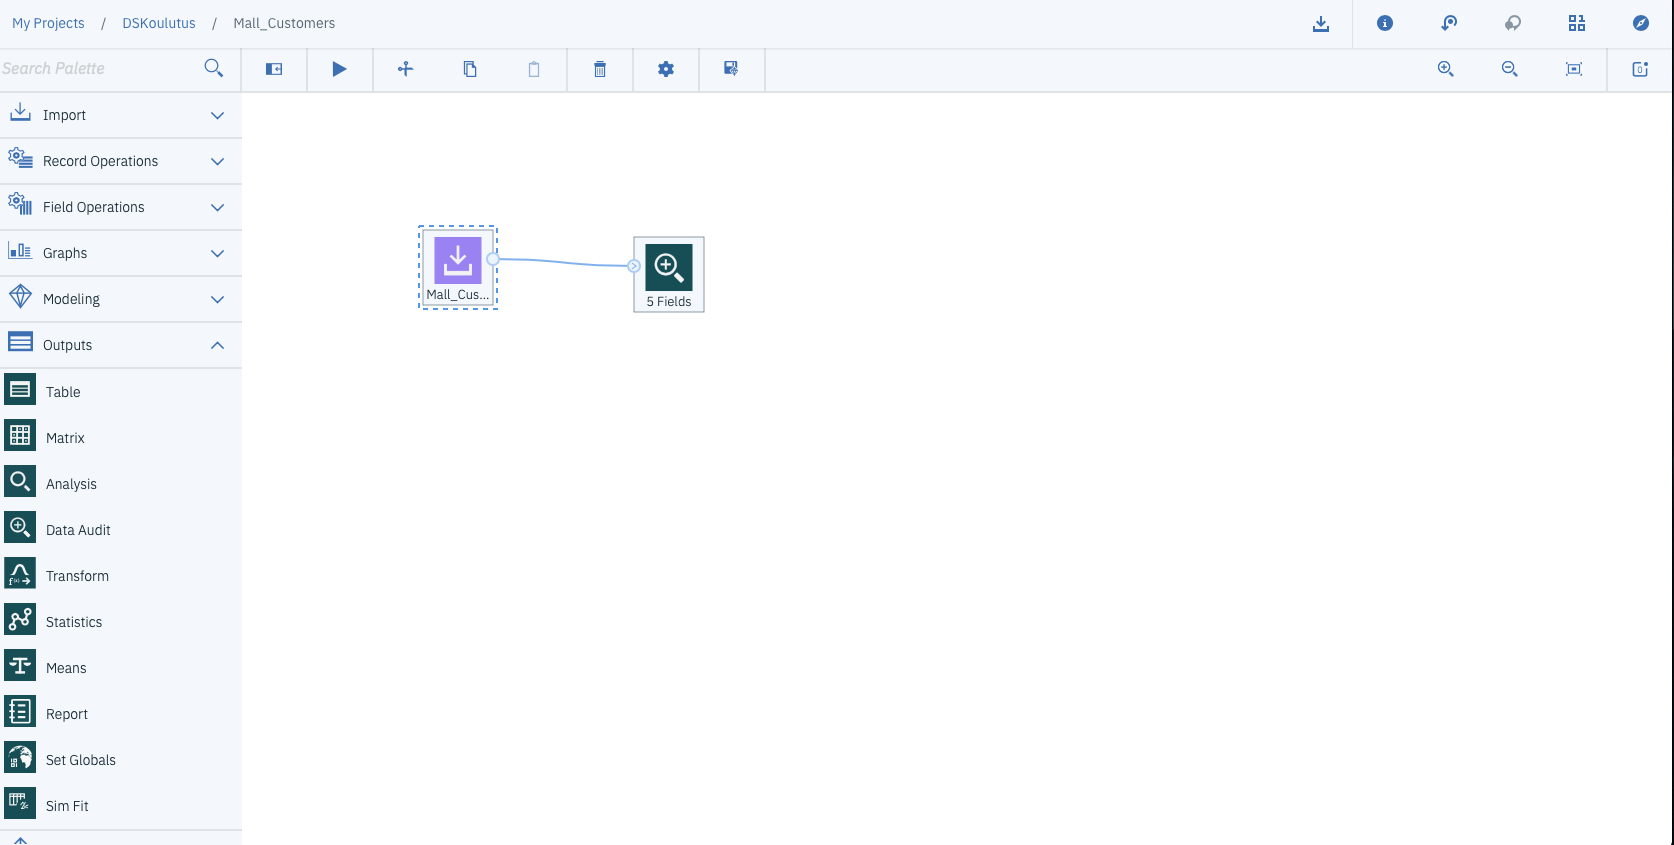 My Projects / DSKoulutus / Mall_Customers
Search Palette
Import
Record Operations
Field Operations
Graphs
Modeling
Outputs
Table
Matrix
Analysis
Data Audit
Transform
Statistics
Means
Report
Set Globals
Sim Fit
Mall_Cus...
5 Fields